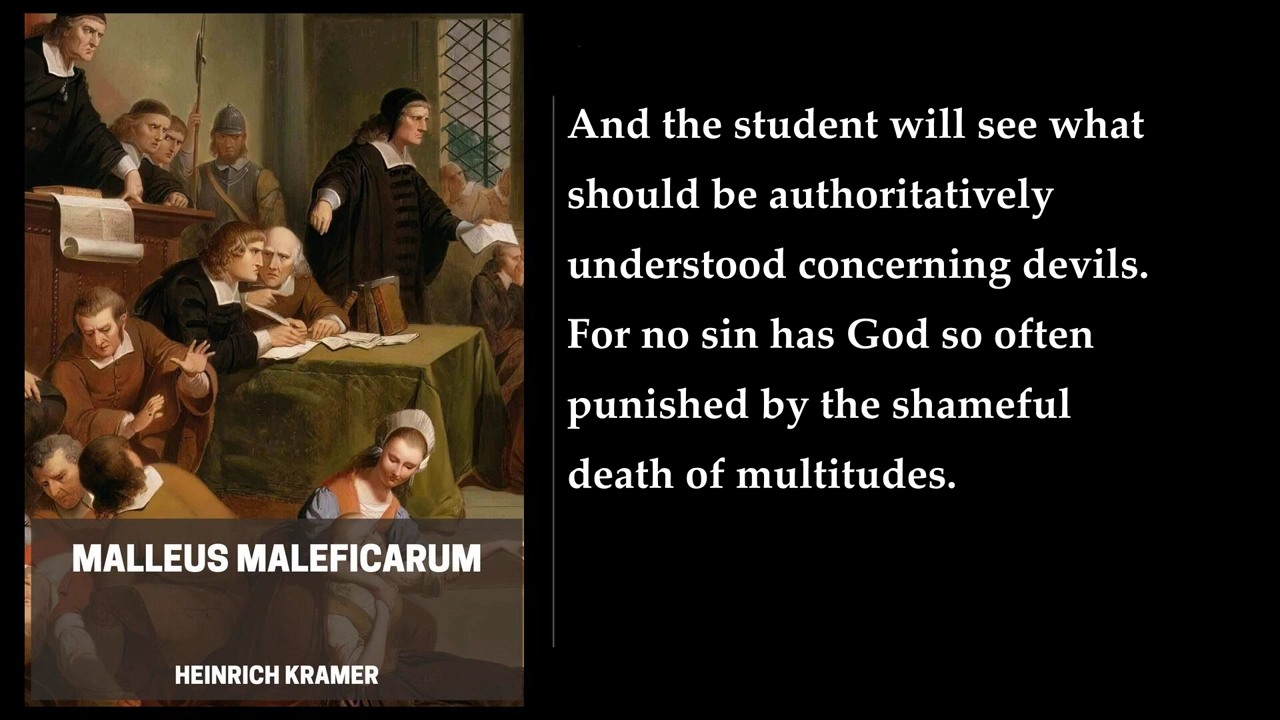 MALLEUS MALEFICARUM
HEINRICH KRAMER
And the student will see what
should be authoritatively
understood concerning devils.
For no sin has God so often
punished by the shameful
death of multitudes.